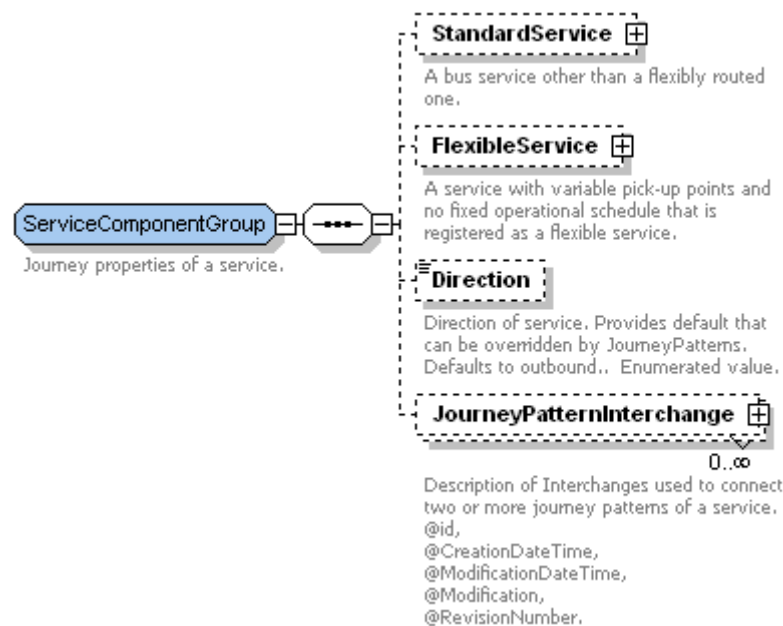 StandardService
A bus service other than a flexibly routed
one.
FlexibleService
A service with variable pick-up points and
no fixed operational schedule that is
registered as a flexible service.
ServiceComponentGroup
Journey properties of a service.
Direction
Direction of service. Provides default that
can be overridden by JourneyPatterns.
Defaults to outbound.. Enumerated value.
JourneyPatternInterchange
0..∞
Description of Interchanges used to connect
two or more journey patterns of a service.
@id,
@CreationDateTime,
@ModificationDateTime,
@Modification,
@RevisionNumber.